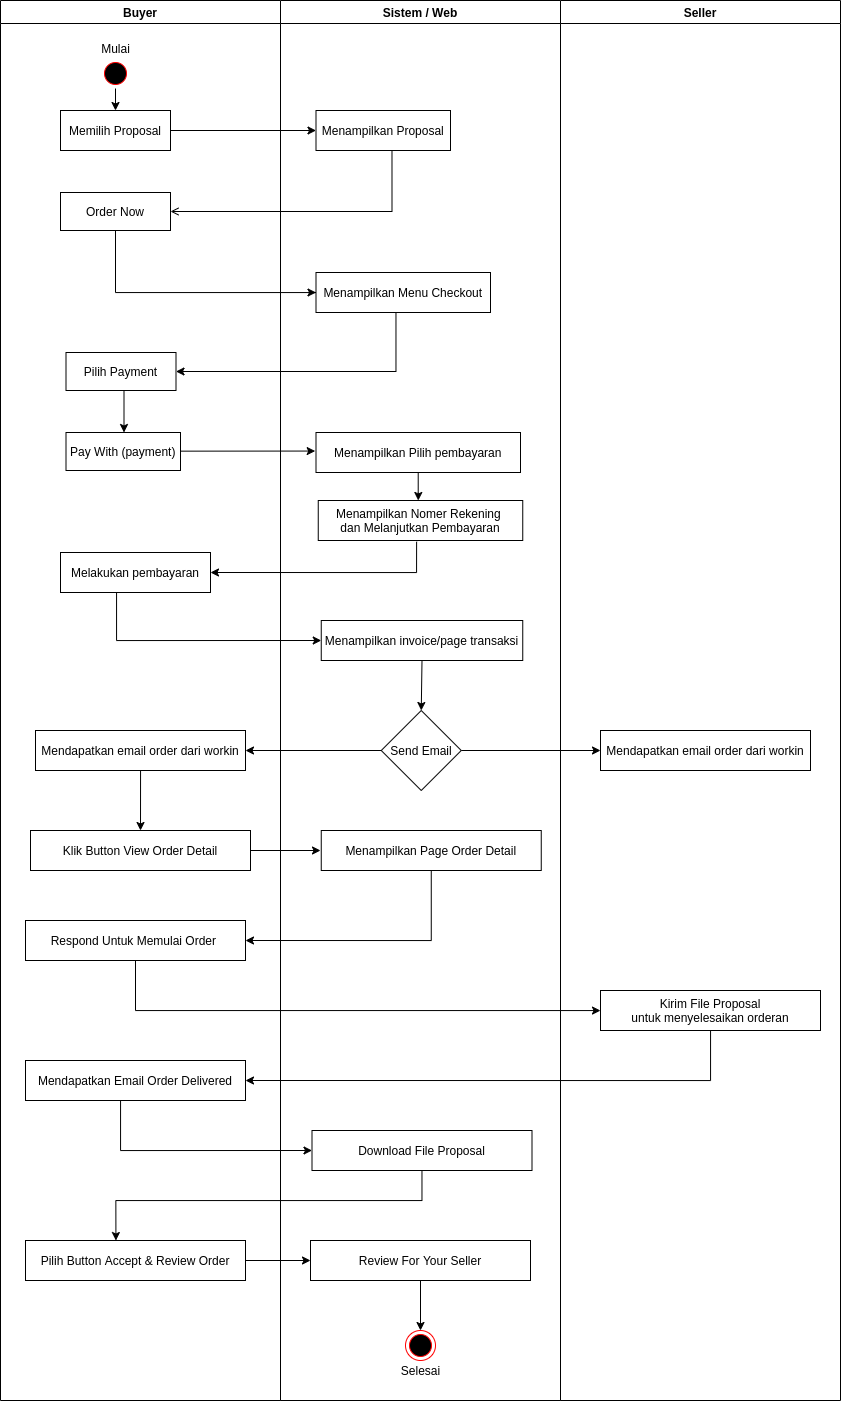 Buyer
Sistem / Web
Seller
Mulai
Memilih Proposal
Menampilkan Proposal
Order Now
Menampilkan Menu Checkout
Pilih Payment
Pay With (payment)
Menampilkan Pilih pembayaran
Menampilkan Nomer Rekening
dan Melanjutkan Pembayaran
Melakukan pembayaran
Menampilkan invoice/page transaksi
Mendapatkan email order dari workin
Send Email
Mendapatkan email order dari workin
Klik Button View Order Detail
Menampilkan Page Order Detail
Respond Untuk Memulai Order
Kirim File Proposal
untuk menyelesaikan orderan
Mendapatkan Email Order Delivered
Download File Proposal
Pilih Button Accept & Review Order
Review For Your Seller
Selesai